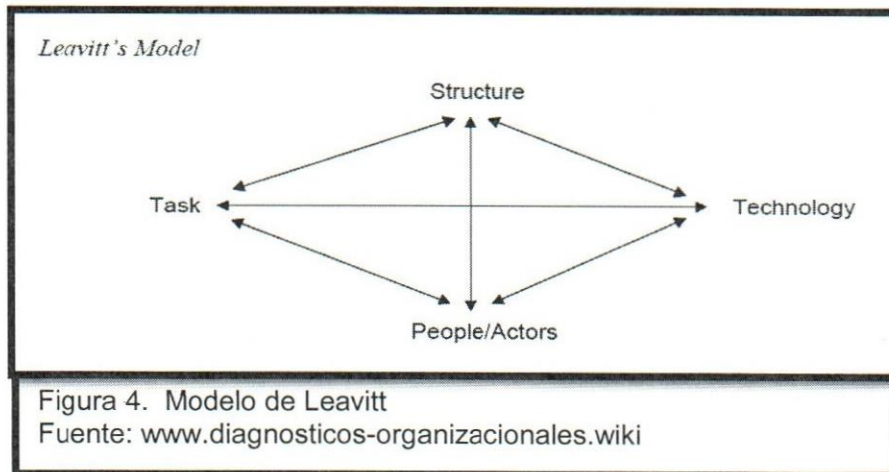 Leavitt's Model
Structure
Task
Technology
People/Actors
Figura 4. Modelo de Leavitt
Fuente: www.diagnosticos-organizacionales.wiki